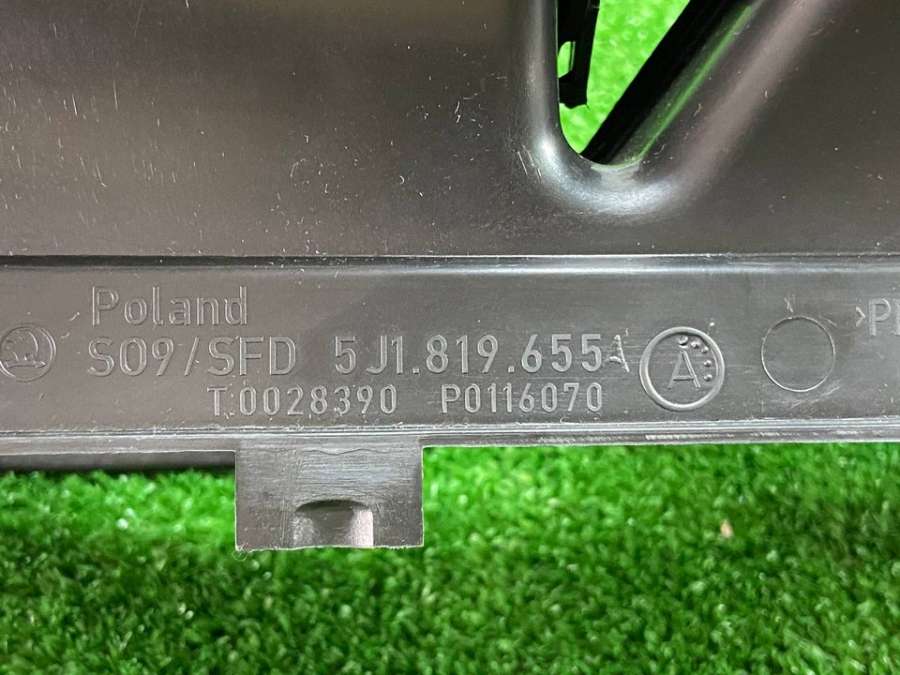 Poland
S09/SFD 5J1.819.655A Å
T.0028390 P0116070